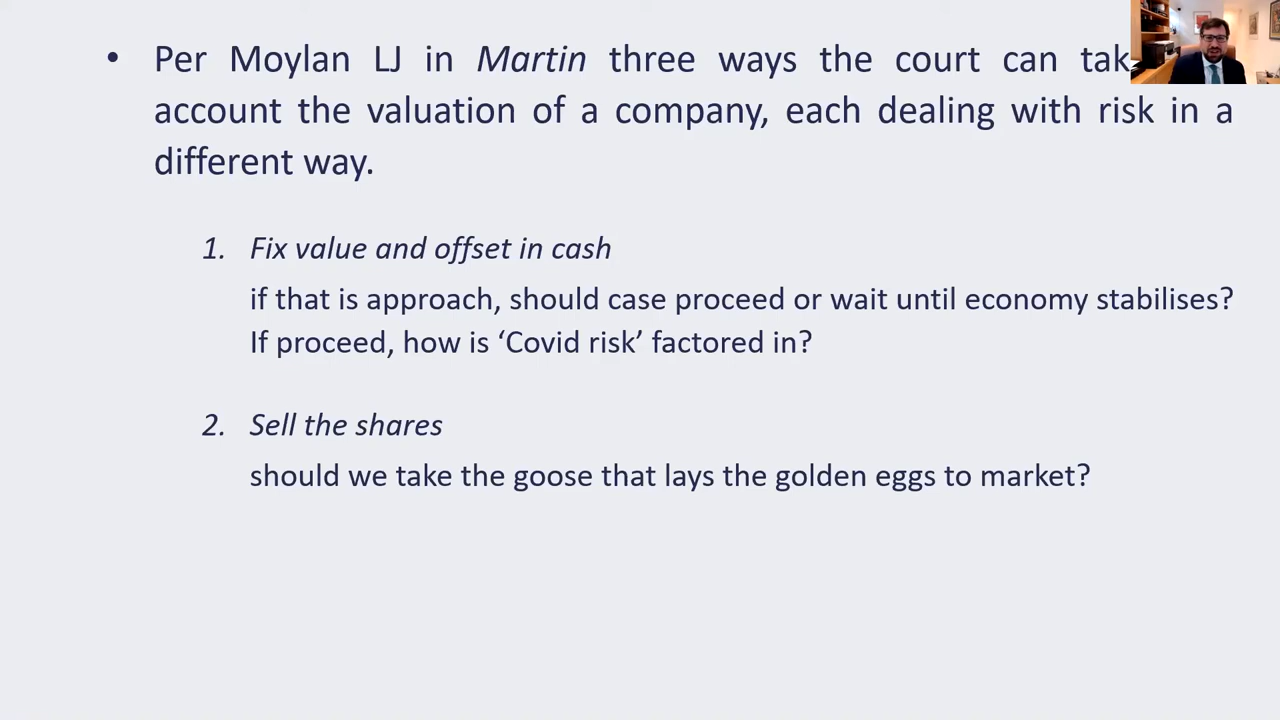 • Per Moylan LJ in Martin three ways the court can tak
account the valuation of a company, each dealing with risk in a
different way.
1. Fix value and offset in cash
if that is approach, should case proceed or wait until economy stabilises?
If proceed, how is ‘Covid risk’ factored in?
2. Sell the shares
should we take the goose that lays the golden eggs to market?